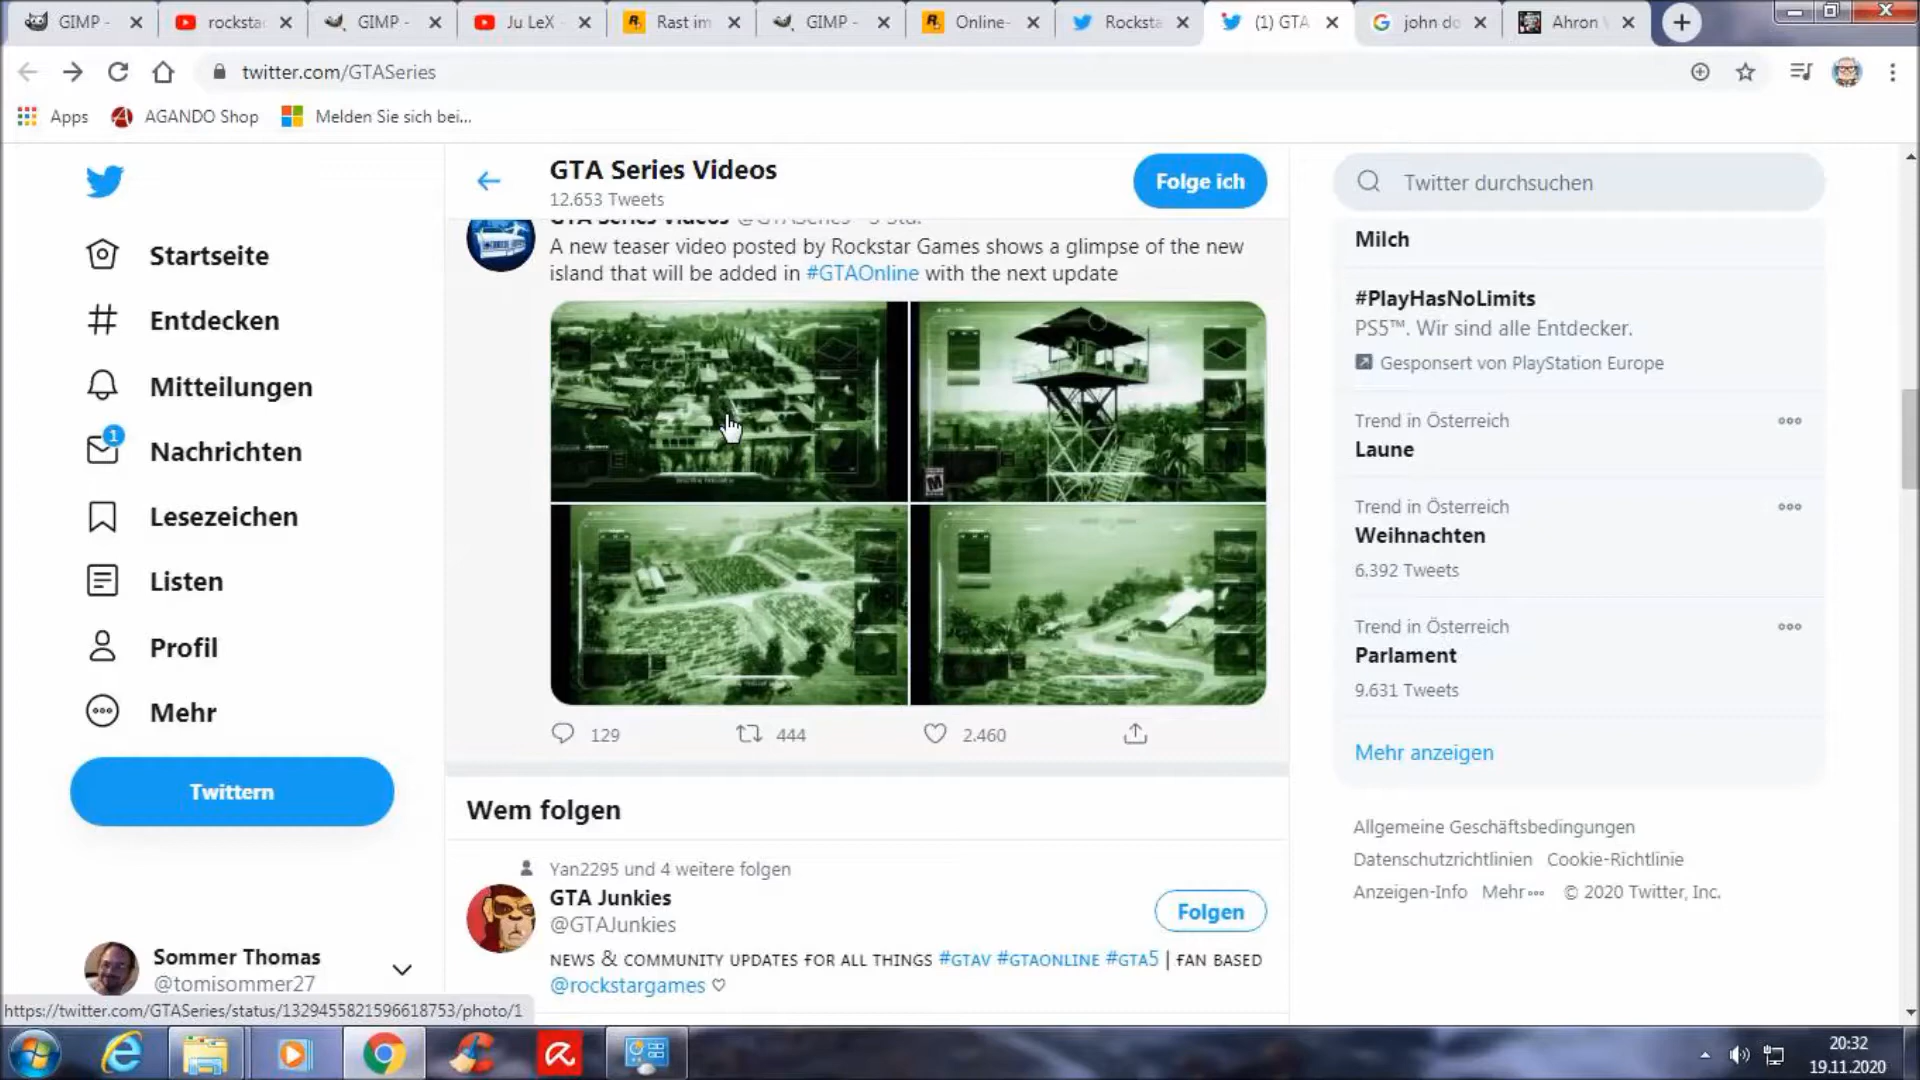 GIMP -
rocksta
GIMP -
Ju LeX
Rast im
GIMP -
Online-
Rocksta
(1) GTA
john do
Ahron
twitter.com/GTASeries
Apps
AGANDO Shop
Melden Sie sich bei...
GTA Series Videos
12.653 Tweets
Folge ich
Twitter durchsuchen
Startseite
Entdecken
Mitteilungen
1
Nachrichten
Lesezeichen
Listen
Profil
Mehr
Twittern
Sommer Thomas
@tomisommer27
https://twitter.com/GTASeries/status/1329455821596618753/photo/1
GTA Series Videos @GTASeries · 3 Std.
A new teaser video posted by Rockstar Games shows a glimpse of the new
island that will be added in #GTAOnline with the next update
M
129
444
2.460
Wem folgen
Yan2295 und 4 weitere folgen
GTA Junkies
@GTAJunkies
Folgen
NEWS & COMMUNITY UPDATES FOR ALL THINGS #GTAV #GTAONLINE #GTA5 | FAN BASED
@rockstargames ♡
Milch
#PlayHasNoLimits
PS5™. Wir sind alle Entdecker.
Gesponsert von PlayStation Europe
Trend in Österreich
Laune
Trend in Österreich
Weihnachten
6.392 Tweets
Trend in Österreich
Parlament
9.631 Tweets
Mehr anzeigen
Allgemeine Geschäftsbedingungen
Datenschutzrichtlinien Cookie-Richtlinie
Anzeigen-Info Mehr ••• © 2020 Twitter, Inc.
20:32
19.11.2020